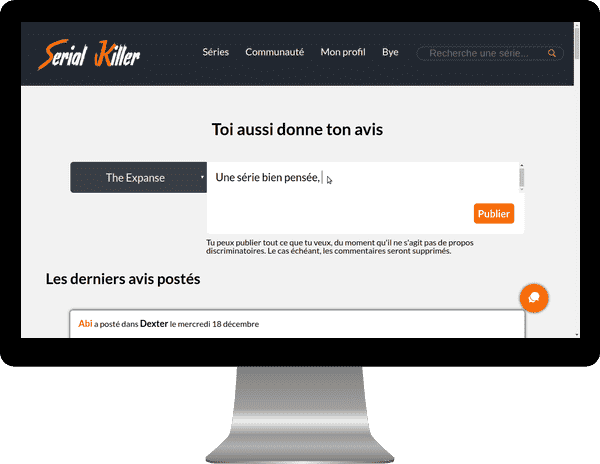 Serial Killer
Séries Communauté Mon profil Bye Recherche une série...
Toi aussi donne ton avis
The Expanse
Une série bien pensée,
Publier
Tu peux publier tout ce que tu veux, du moment qu'il ne s'agit pas de propos
discriminatoires. Le cas échéant, les commentaires seront supprimés.
Les derniers avis postés
Abi a posté dans Dexter le mercredi 18 décembre